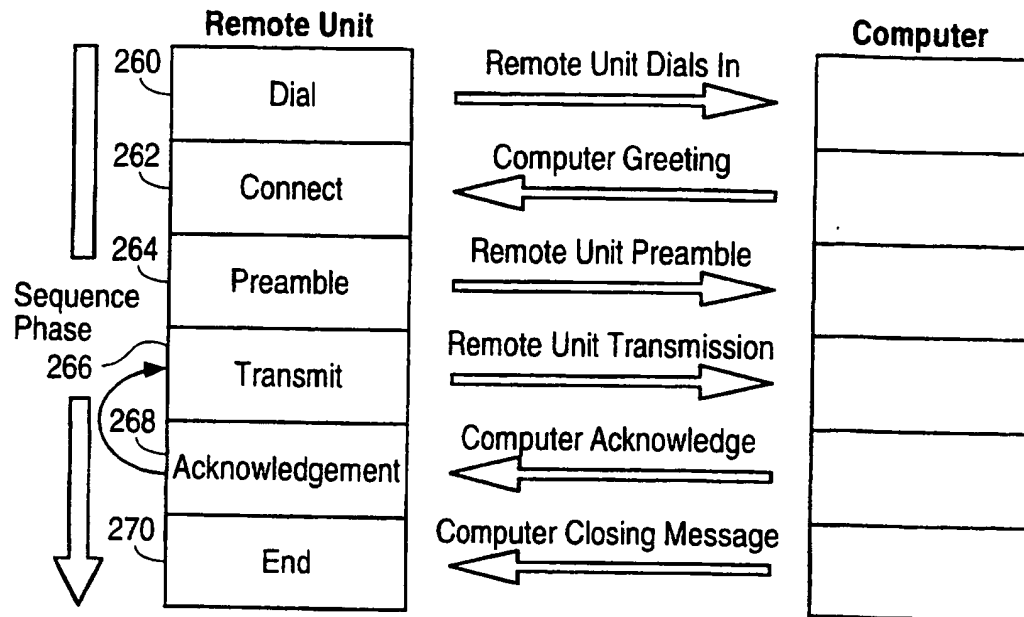 Remote Unit
Computer
260
Dial
Remote Unit Dials In
262
Connect
Computer Greeting
264
Preamble
Remote Unit Preamble
Sequence
Phase
266
Transmit
Remote Unit Transmission
268
Acknowledgement
Computer Acknowledge
270
End
Computer Closing Message